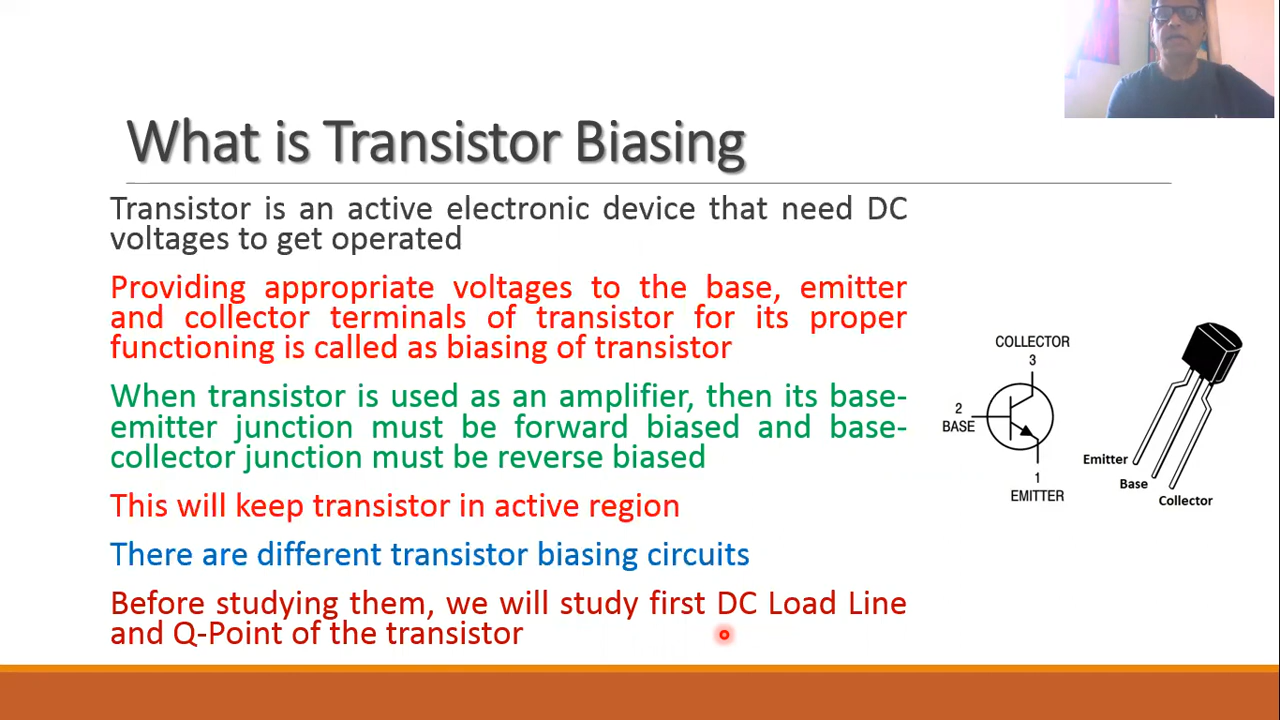 What is Transistor Biasing
Transistor is an active electronic device that need DC
voltages to get operated
Providing appropriate voltages to the base, emitter
and collector terminals of transistor for its proper
functioning is called as biasing of transistor
When transistor is used as an amplifier, then its base-
emitter junction must be forward biased and base-
collector junction must be reverse biased
This will keep transistor in active region
There are different transistor biasing circuits
Before studying them, we will study first DC Load Line
and Q-Point of the transistor
COLLECTOR
3
2
BASE
1
EMITTER
Emitter
Base
Collector